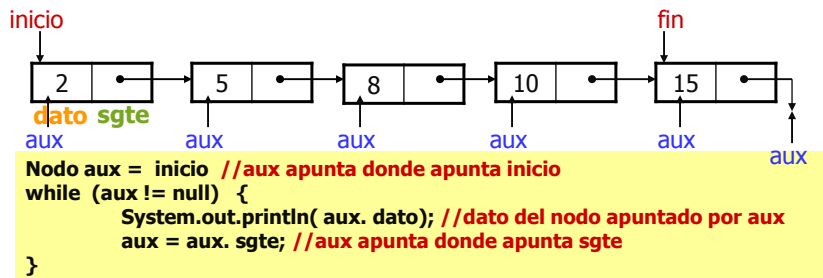 inicio fin
2 5 8 10 15
dato sgte
aux aux aux aux aux aux
Nodo aux = inicio //aux apunta donde apunta inicio
while (aux != null) {
System.out.println( aux. dato); //dato del nodo apuntado por aux
aux = aux. sgte; //aux apunta donde apunta sgte
}